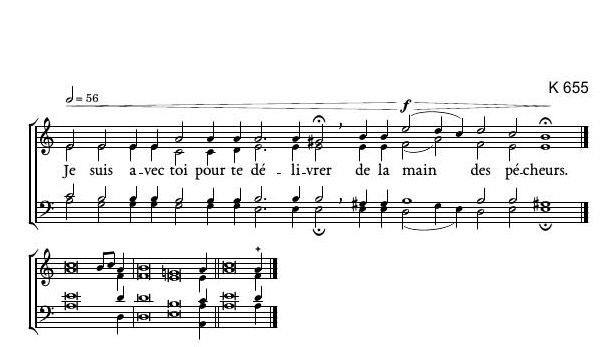 K 655
= 56
f
Je suis a-vec toi pour te dé-li-vrer de la main des pé-cheurs.